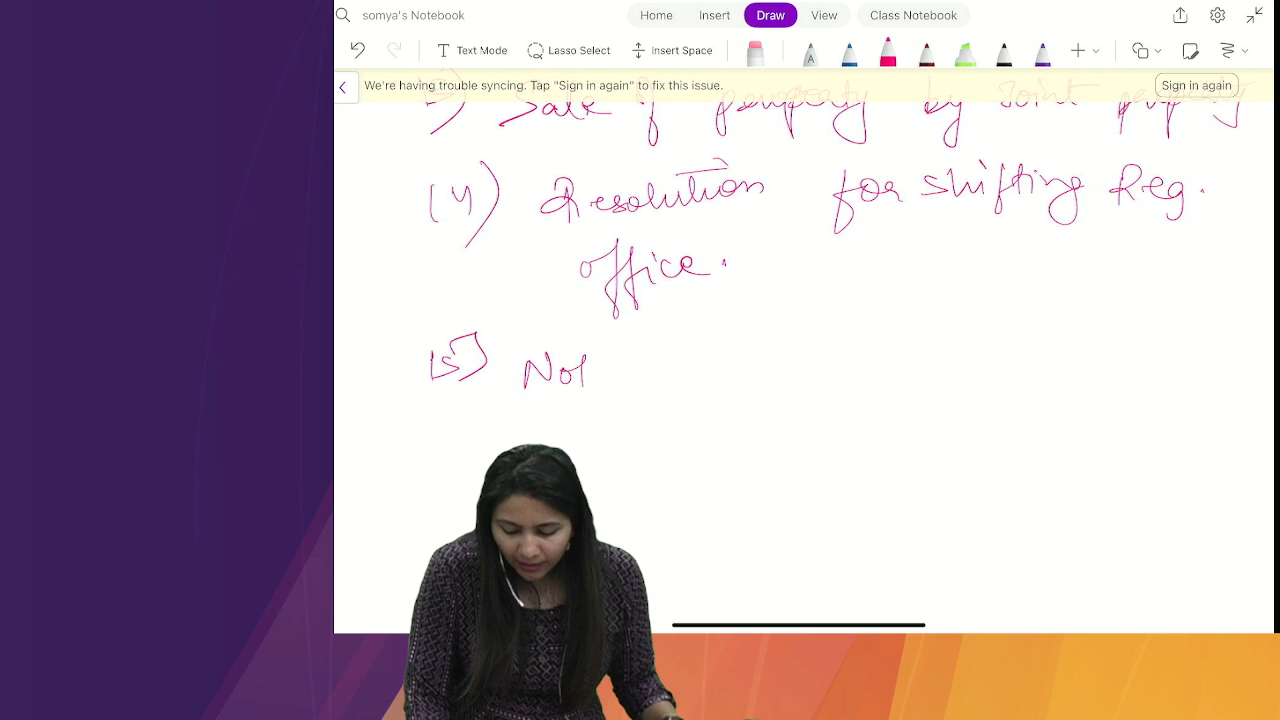 somya's Notebook
Home Insert Draw View Class Notebook
Text Mode Lasso Select Insert Space
We're having trouble syncing. Tap "Sign in again" to fix this issue. Sign in again
3) Sale of property by Joint property
(4) Resolution for shifting Reg.
office.
[5] Not